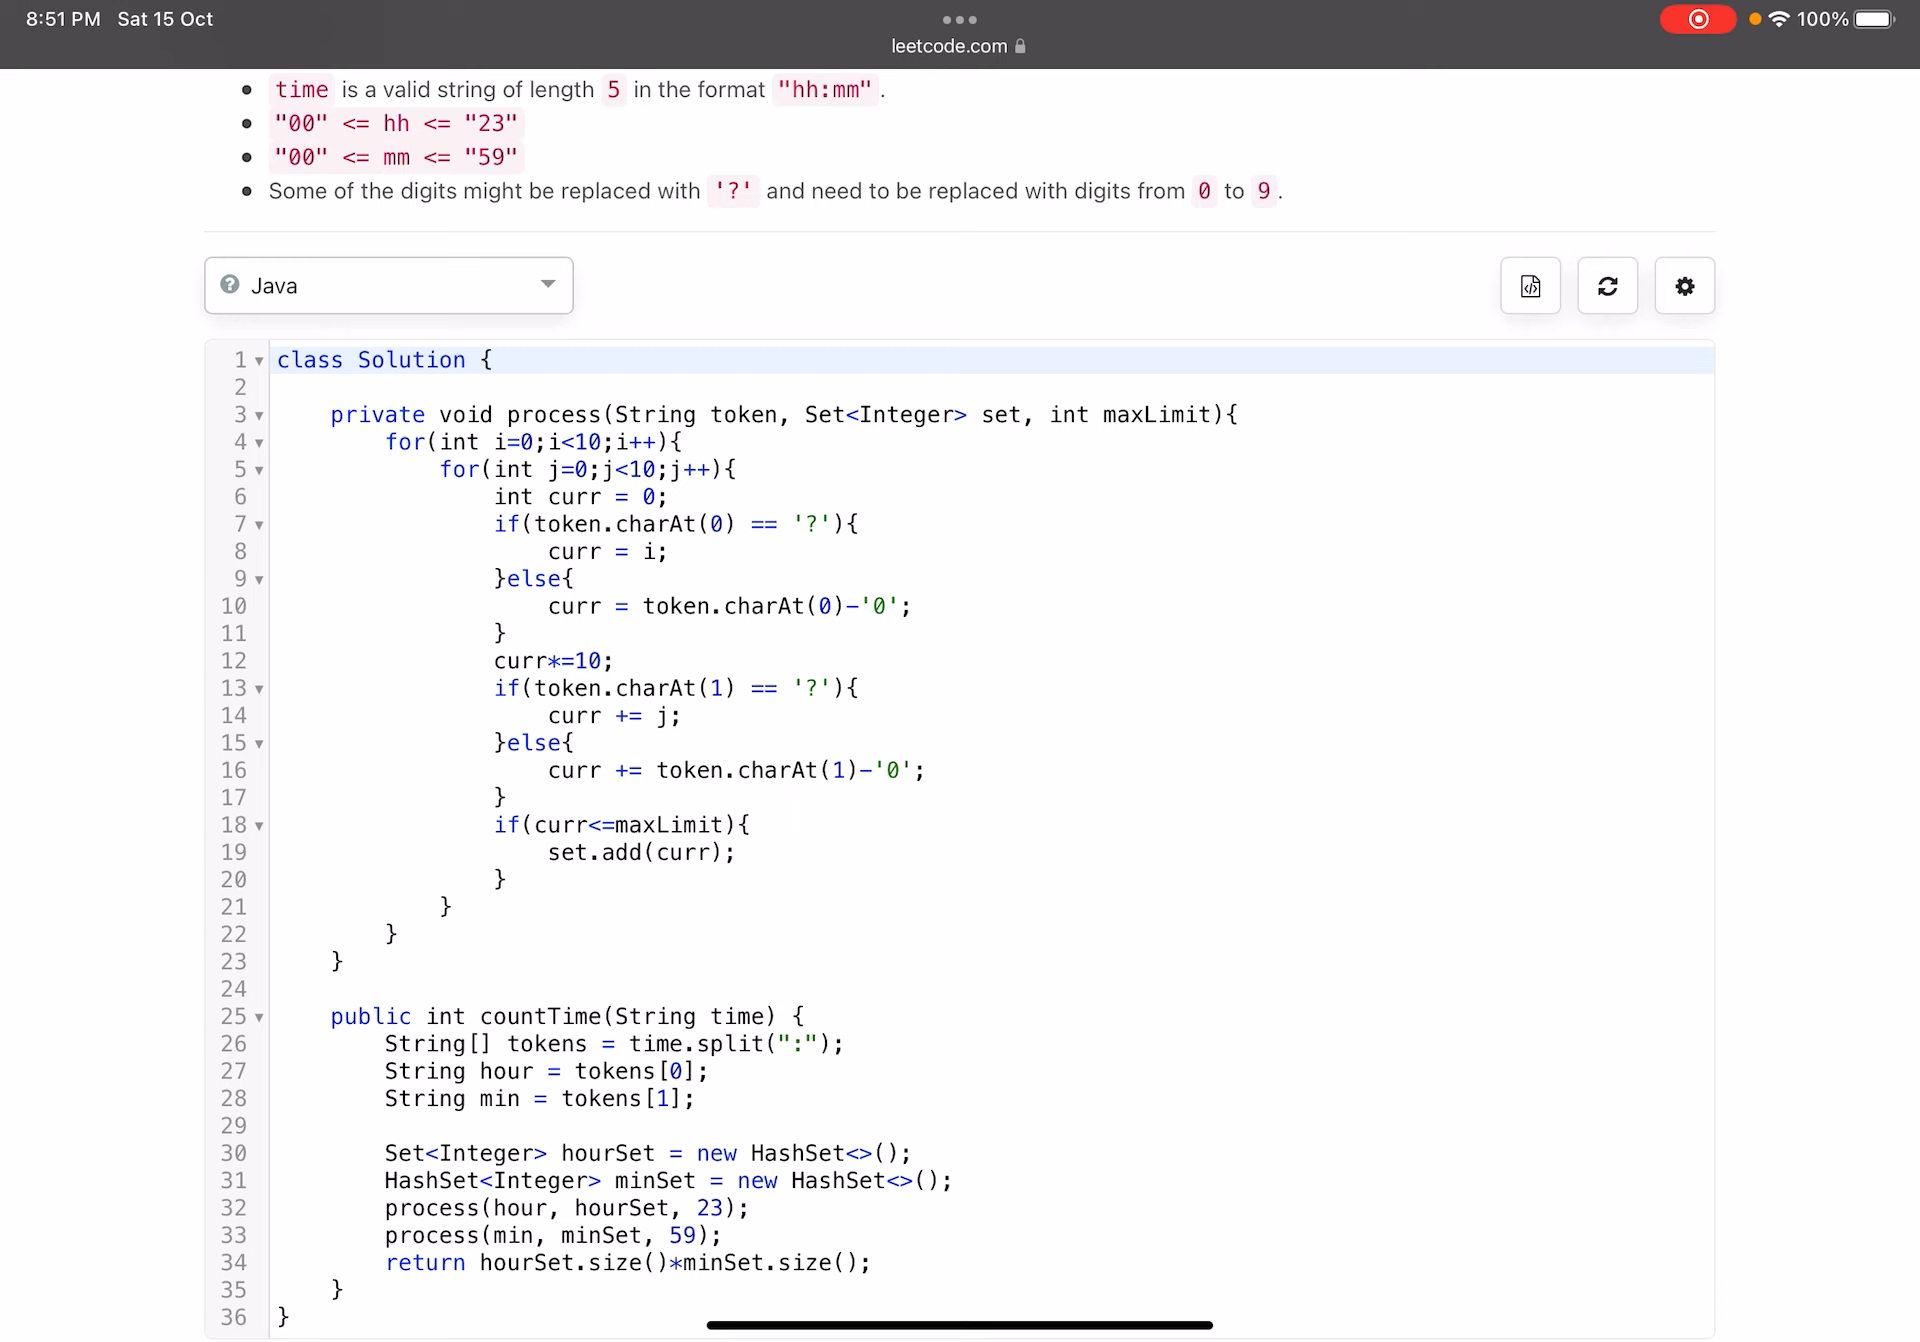 8:51 PM Sat 15 Oct
100%
leetcode.com
time is a valid string of length 5 in the format "hh:mm".
"00" <= hh <= "23"
"00" <= mm <= "59"
Some of the digits might be replaced with '?' and need to be replaced with digits from 0 to 9.
Java
1 class Solution {
2
3     private void process(String token, Set<Integer> set, int maxLimit){
4         for(int i=0;i<10;i++){
5             for(int j=0;j<10;j++){
6                 int curr = 0;
7                 if(token.charAt(0) == '?'){
8                     curr = i;
9                 }else{
10                     curr = token.charAt(0)-'0';
11                 }
12                 curr*=10;
13                 if(token.charAt(1) == '?'){
14                     curr += j;
15                 }else{
16                     curr += token.charAt(1)-'0';
17                 }
18                 if(curr<=maxLimit){
19                     set.add(curr);
20                 }
21             }
22         }
23     }
24
25     public int countTime(String time) {
26         String[] tokens = time.split(":");
27         String hour = tokens[0];
28         String min = tokens[1];
29
30         Set<Integer> hourSet = new HashSet<>();
31         HashSet<Integer> minSet = new HashSet<>();
32         process(hour, hourSet, 23);
33         process(min, minSet, 59);
34         return hourSet.size()*minSet.size();
35     }
36 }